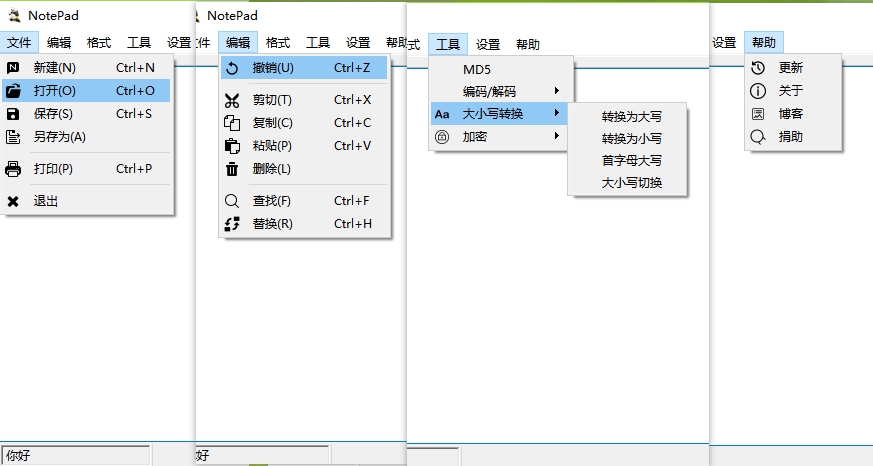 NotePad
文件 编辑 格式 工具 设置
新建(N) Ctrl+N
打开(O) Ctrl+O
保存(S) Ctrl+S
另存为(A)
打印(P) Ctrl+P
退出
你好
NotePad
件 编辑 格式 工具 设置 帮助
撤销(U) Ctrl+Z
剪切(T) Ctrl+X
复制(C) Ctrl+C
粘贴(P) Ctrl+V
删除(L)
查找(F) Ctrl+F
替换(R) Ctrl+H
好
式 工具 设置 帮助
MD5
编码/解码
Aa 大小写转换
加密
转换为大写
转换为小写
首字母大写
大小写切换
设置 帮助
更新
关于
博客
捐助